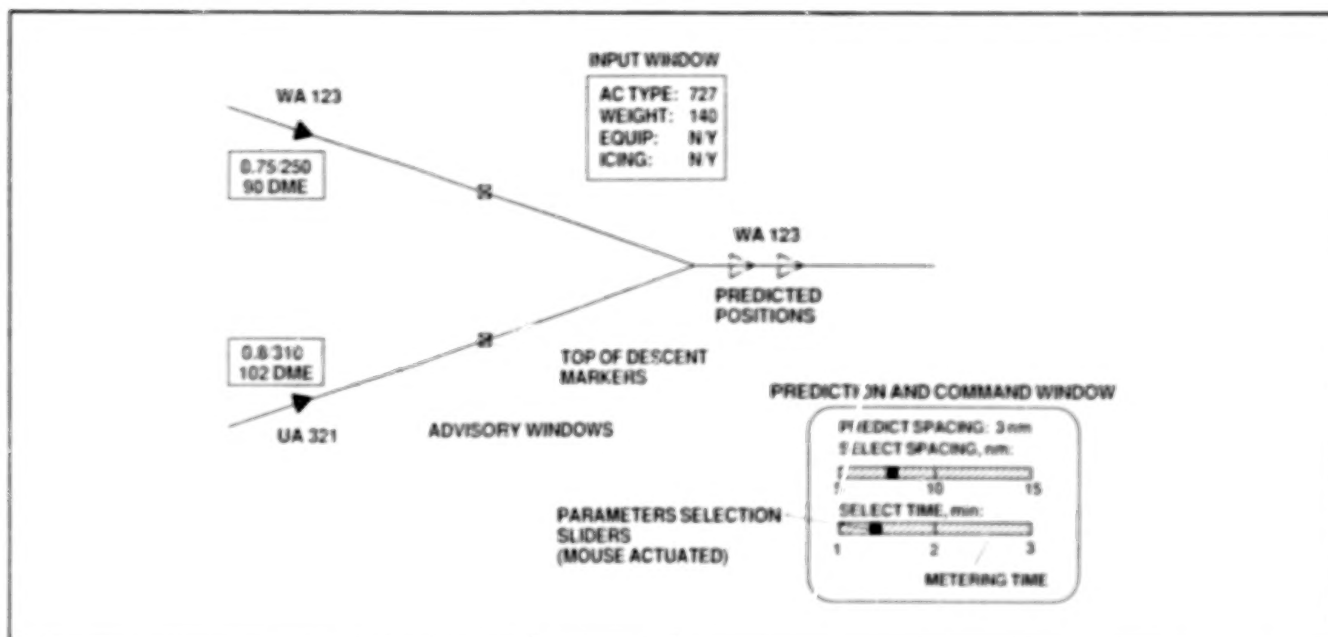 INPUT WINDOW
AC TYPE: 727
WEIGHT: 140
EQUIP: N/Y
ICING: N/Y
WA 123
0.75/250
90 DME
WA 123
PREDICTED
POSITIONS
0.8/310
102 DME
UA 321
TOP OF DESCENT
MARKERS
ADVISORY WINDOWS
PREDICTION AND COMMAND WINDOW
PREDICT SPACING: 3 nm
SELECT SPACING, nm:
5 10 15
SELECT TIME, min:
1 2 3
METERING TIME
PARAMETERS SELECTION
SLIDERS
(MOUSE ACTUATED)